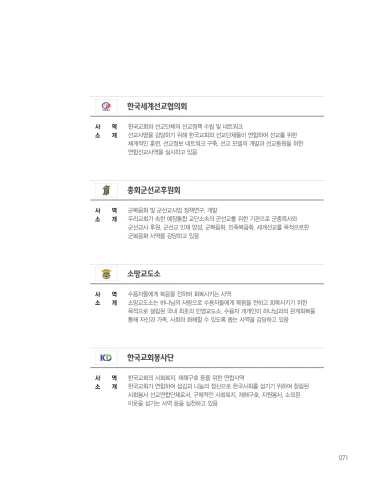 한국세계선교협의회
사 역 한국교회와 선교단체의 선교정책 수립 및 네트워크
소 개 선교사명을 감당하기 위해 한국교회와 선교단체들이 연합하여 선교를 위한
체계적인 훈련, 선교정보 네트워크 구축, 선교 모델의 개발과 선교동원을 위한
연합선교사역을 실시하고 있음
총회군선교후원회
사 역 군복음화 및 군선교사업 정책연구, 개발
소 개 우리교회가 속한 예장통합 교단소속의 군선교를 위한 기관으로 군종목사와
군선교사 후원, 군선교 인재 양성, 군복음화, 민족복음화, 세계선교를 목적으로한
군복음화 사역을 감당하고 있음
소망교도소
사 역 수용자들에게 복음을 전하며 회복시키는 사역
소 개 소망교도소는 하나님의 사랑으로 수용자들에게 복음을 전하고 회복시키기 위한
목적으로 설립된 국내 최초의 민영교도소, 수용자 개개인이 하나님과의 관계회복을
통해 자신과 가족, 사회와 화해할 수 있도록 돕는 사역을 감당하고 있음
KD 한국교회봉사단
사 역 한국교회의 사회복지, 재해구호 등을 위한 연합사역
소 개 한국교회가 연합하여 섬김과 나눔의 정신으로 한국사회를 섬기기 위하여 창립된
사회봉사 선교연합단체로서, 구체적인 사회복지, 재해구호, 자원봉사, 소외된
이웃을 섬기는 사역 등을 실천하고 있음
071